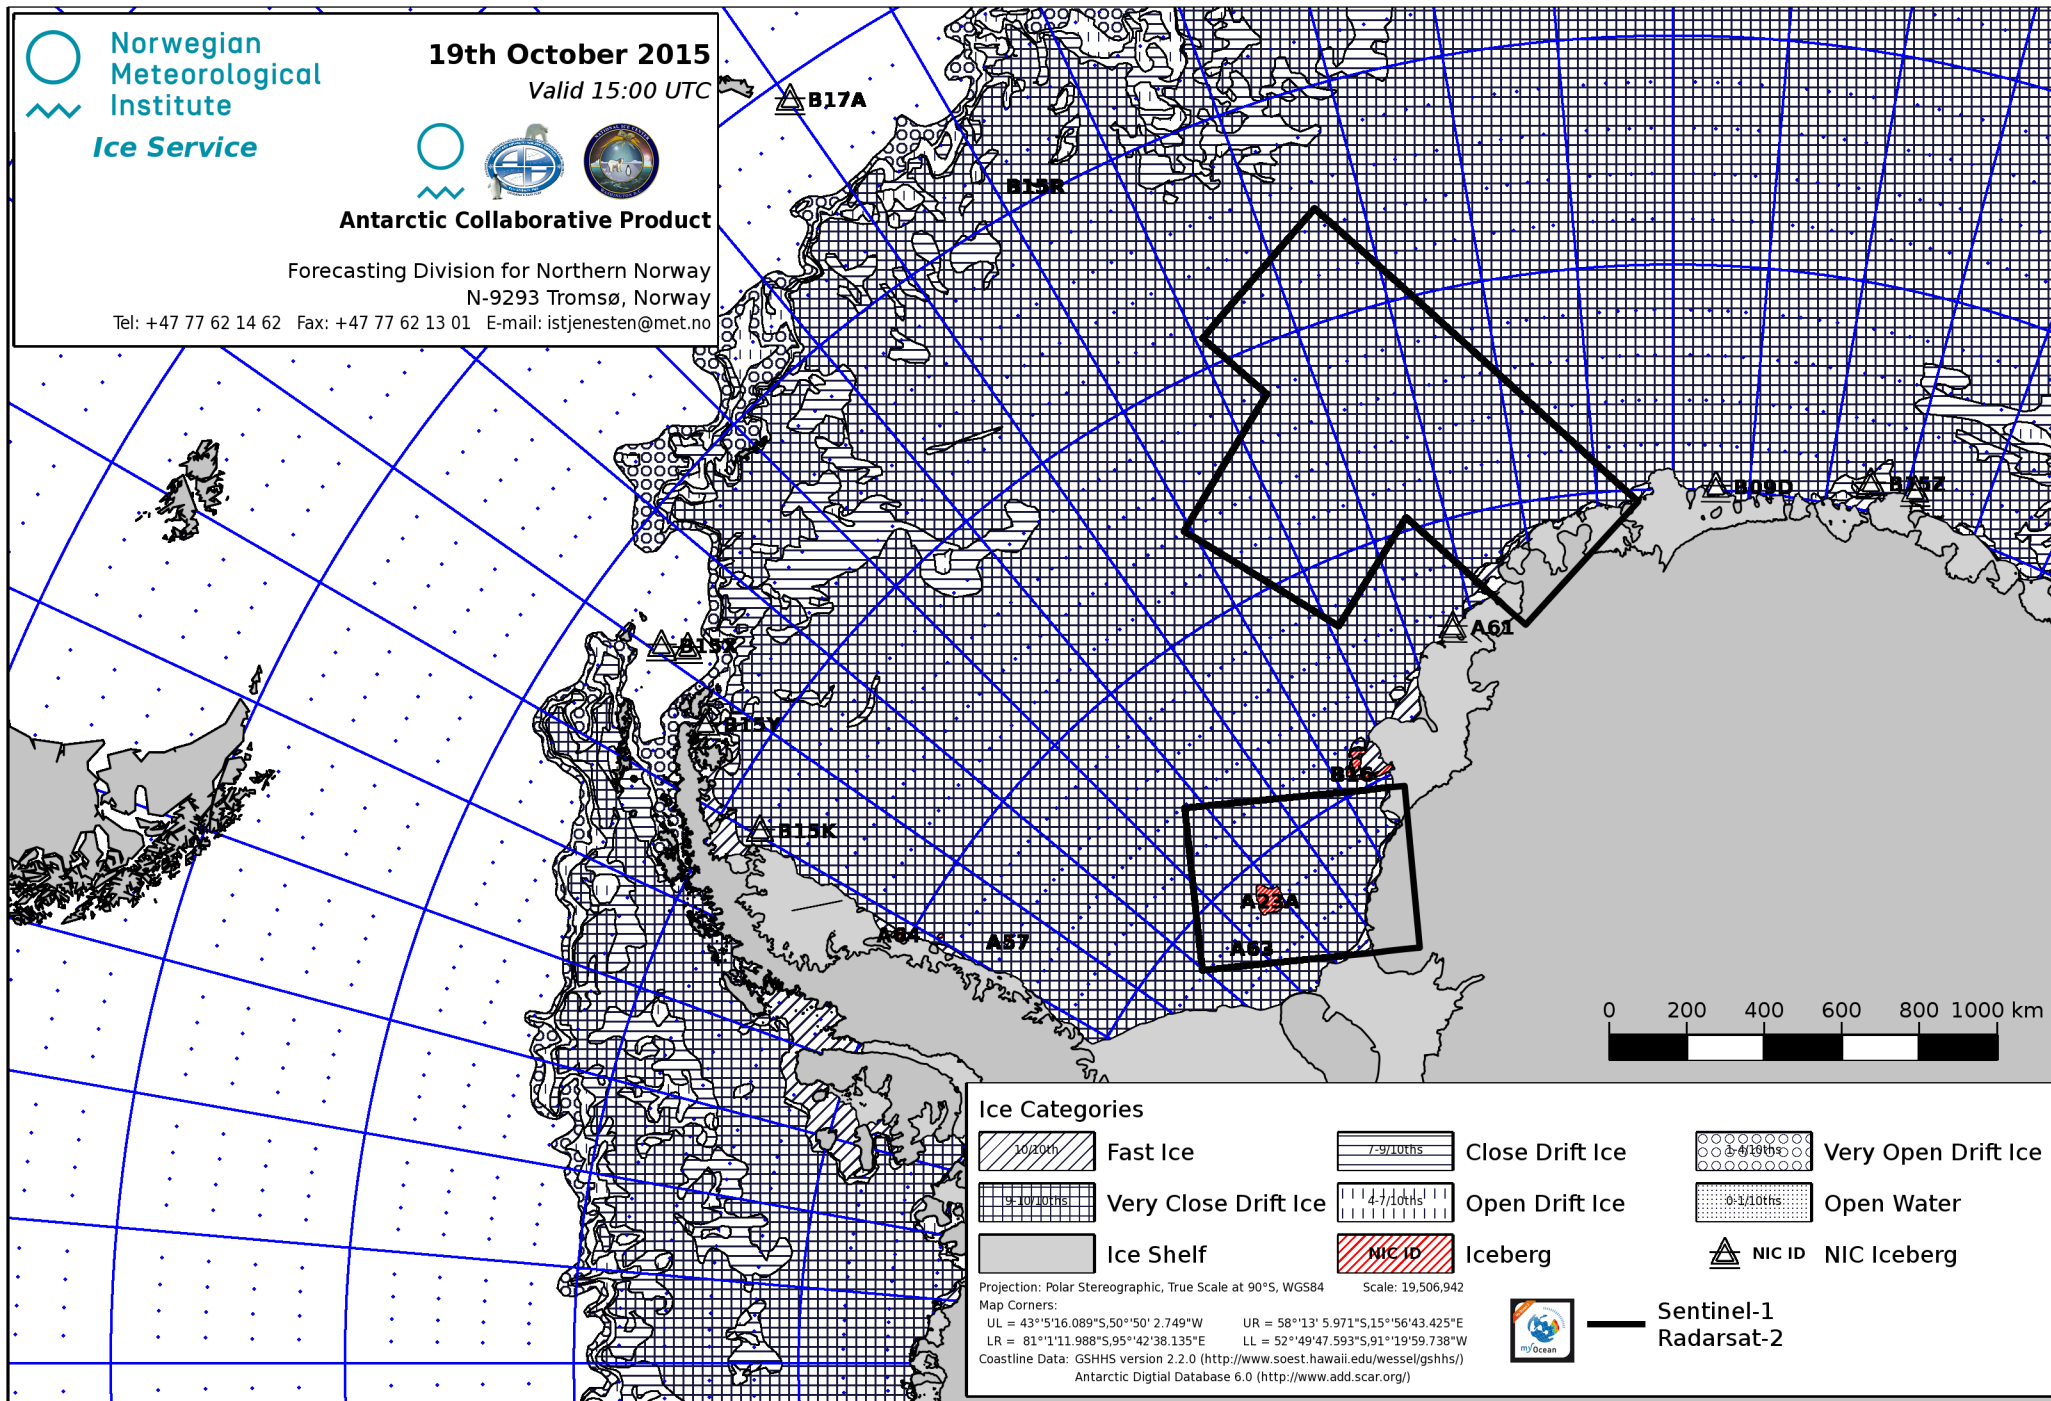 Norwegian
Meteorological
Institute
Ice Service
19th October 2015
Valid 15:00 UTC
Antarctic Collaborative Product
Forecasting Division for Northern Norway
N-9293 Tromsø, Norway
Tel: +47 77 62 14 62 Fax: +47 77 62 13 01 E-mail: istjenesten@met.no
B17A
B15R
B09D
B15Z
A61
B15X
B15Y
B16
B15K
A23A
A64
A57
A63
0 200 400 600 800 1000 km
Ice Categories
10/10th Fast Ice
7-9/10ths Close Drift Ice
1-4/10ths Very Open Drift Ice
9-10/10ths Very Close Drift Ice
4-7/10ths Open Drift Ice
0-1/10ths Open Water
Ice Shelf
NIC ID Iceberg
NIC ID NIC Iceberg
Projection: Polar Stereographic, True Scale at 90°S, WGS84 Scale: 19,506,942
Map Corners:
UL = 43°'5'16.089"S,50°'50' 2.749"W UR = 58°'13' 5.971"S,15°'56'43.425"E
LR = 81°'1'11.988"S,95°'42'38.135"E LL = 52°'49'47.593"S,91°'19'59.738"W
Coastline Data: GSHHS version 2.2.0 (http://www.soest.hawaii.edu/wessel/gshhs/)
Antarctic Digtial Database 6.0 (http://www.add.scar.org/)
my Ocean
Sentinel-1
Radarsat-2